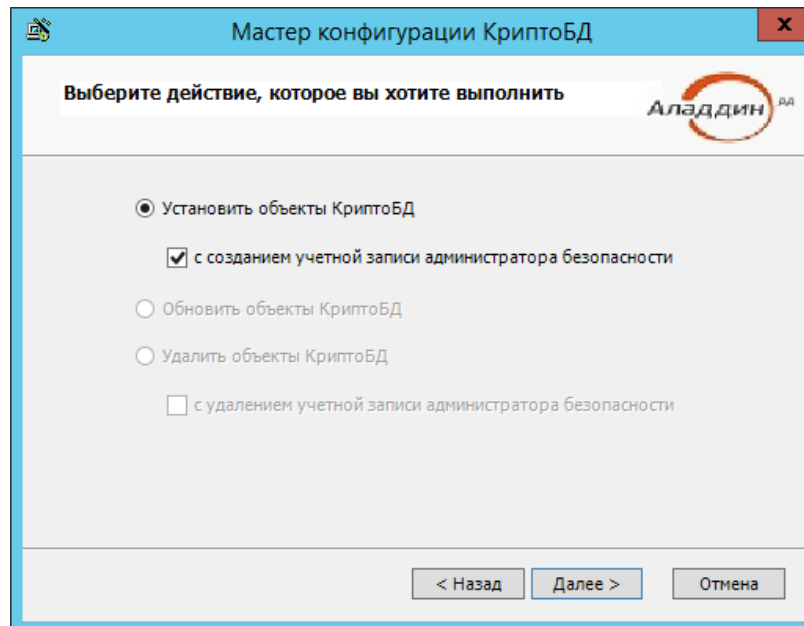 Мастер конфигурации КриптоБД
x
Выберите действие, которое вы хотите выполнить
Аладдин РД
Установить объекты КриптоБД
с созданием учетной записи администратора безопасности
Обновить объекты КриптоБД
Удалить объекты КриптоБД
с удалением учетной записи администратора безопасности
< Назад Далее > Отмена